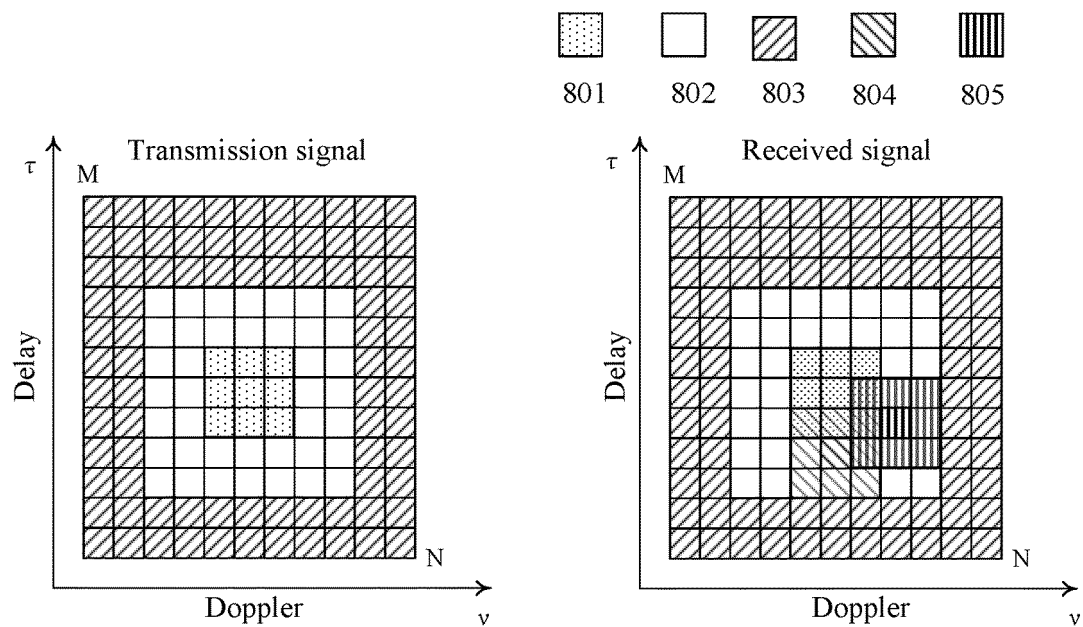 801 802 803 804 805
Transmission signal
τ
M
Delay
N
Doppler
ν
Received signal
τ
M
Delay
N
Doppler
ν